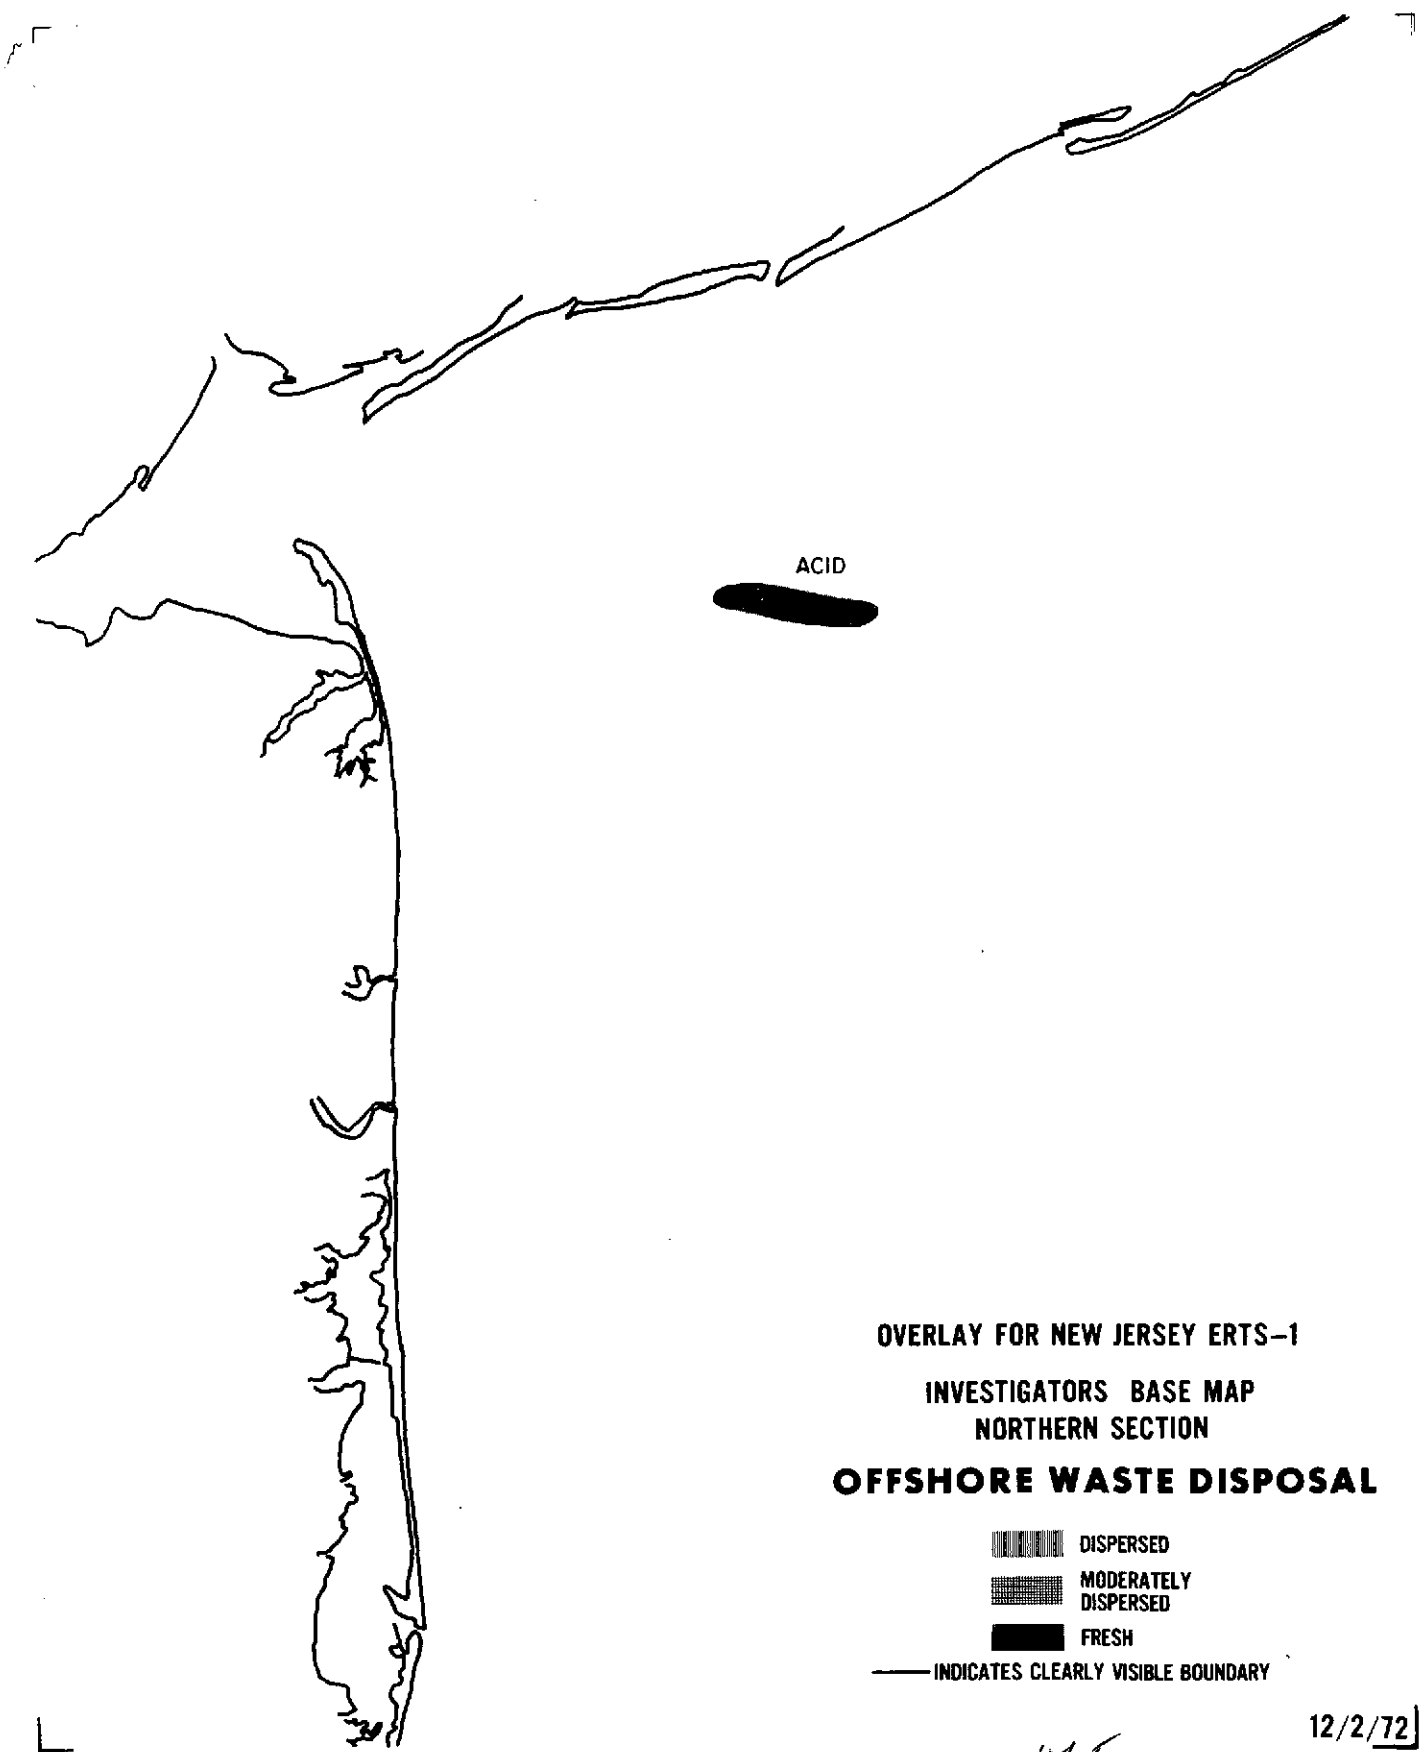 ACID
OVERLAY FOR NEW JERSEY ERTS-1
INVESTIGATORS BASE MAP
NORTHERN SECTION
OFFSHORE WASTE DISPOSAL
DISPERSED
MODERATELY
DISPERSED
FRESH
INDICATES CLEARLY VISIBLE BOUNDARY
12/2/72